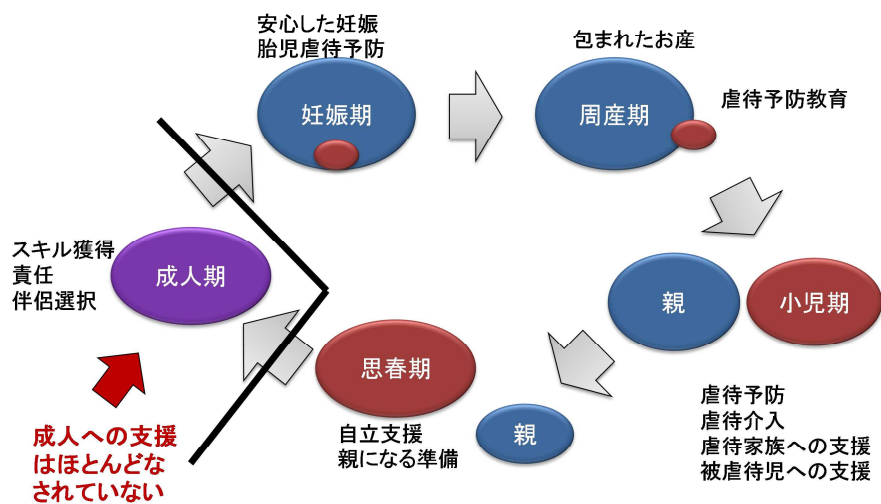 安心した妊娠
胎児虐待予防
妊娠期
包まれたお産
周産期
虐待予防教育
親
小児期
虐待予防
虐待介入
虐待家族への支援
被虐待児への支援
親
思春期
自立支援
親になる準備
成人期
スキル獲得
責任
伴侶選択
成人への支援
はほとんどな
されていない